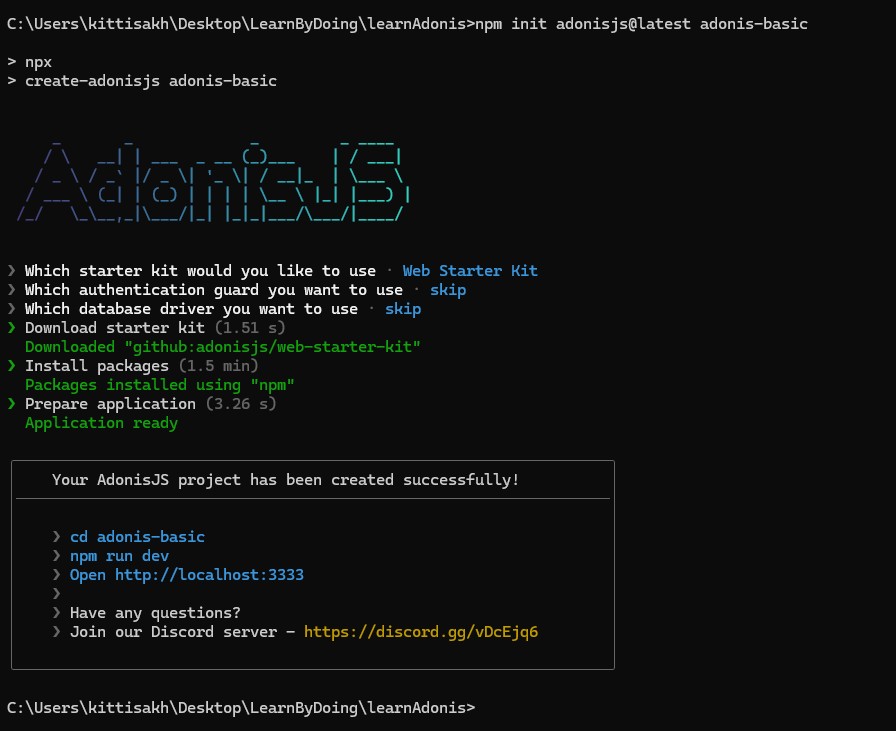 C:\Users\kittisakh\Desktop\LearnByDoing\learnAdonis>npm init adonisjs@latest adonis-basic
> npx
> create-adonisjs adonis-basic
AdonisJS
❯ Which starter kit would you like to use · Web Starter Kit
❯ Which authentication guard you want to use · skip
❯ Which database driver you want to use · skip
❯ Download starter kit (1.51 s)
Downloaded "github:adonisjs/web-starter-kit"
❯ Install packages (1.5 min)
Packages installed using "npm"
❯ Prepare application (3.26 s)
Application ready
Your AdonisJS project has been created successfully!
❯ cd adonis-basic
❯ npm run dev
❯ Open http://localhost:3333
❯
❯ Have any questions?
❯ Join our Discord server - https://discord.gg/vDcEjq6
C:\Users\kittisakh\Desktop\LearnByDoing\learnAdonis>